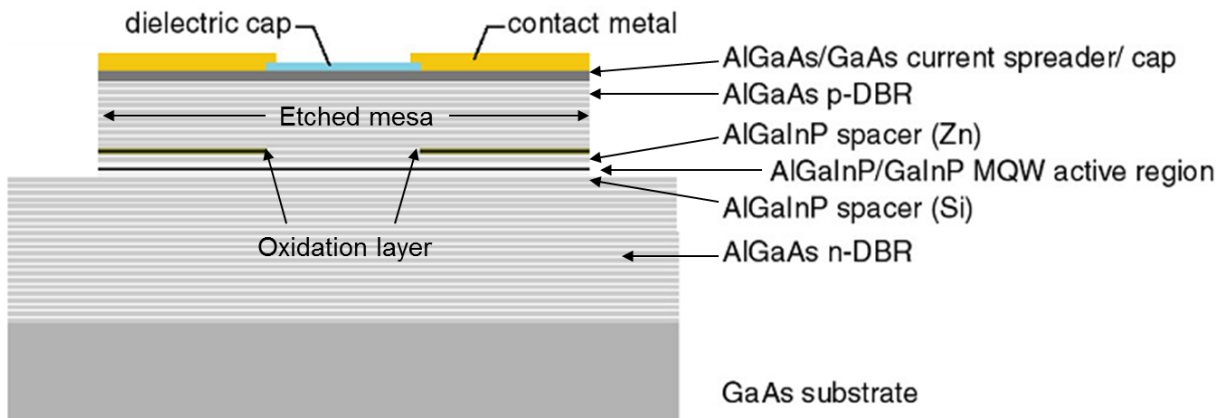 dielectric cap
contact metal
AlGaAs/GaAs current spreader/ cap
AlGaAs p-DBR
Etched mesa
AlGaInP spacer (Zn)
AlGaInP/GaInP MQW active region
AlGaInP spacer (Si)
Oxidation layer
AlGaAs n-DBR
GaAs substrate